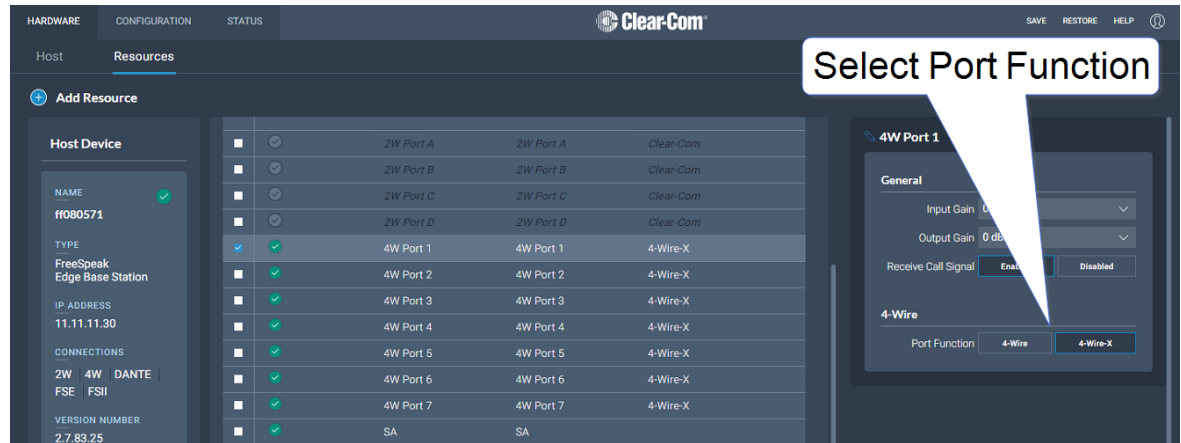 HARDWARE CONFIGURATION STATUS Clear-Com SAVE RESTORE HELP
Host Resources
Select Port Function
Add Resource
Host Device
NAME
ff080571
TYPE
FreeSpeak
Edge Base Station
IP ADDRESS
11.11.11.30
CONNECTIONS
2W 4W DANTE
FSE FSII
VERSION NUMBER
2.7.83.25
2W Port A 2W Port A Clear-Com
2W Port B 2W Port B Clear-Com
2W Port C 2W Port C Clear-Com
2W Port D 2W Port D Clear-Com
4W Port 1 4W Port 1 4-Wire-X
4W Port 2 4W Port 2 4-Wire-X
4W Port 3 4W Port 3 4-Wire-X
4W Port 4 4W Port 4 4-Wire-X
4W Port 5 4W Port 5 4-Wire-X
4W Port 6 4W Port 6 4-Wire-X
4W Port 7 4W Port 7 4-Wire-X
SA SA
4W Port 1
General
Input Gain
Output Gain 0 dB
Receive Call Signal Disabled
4-Wire
Port Function 4-Wire 4-Wire-X